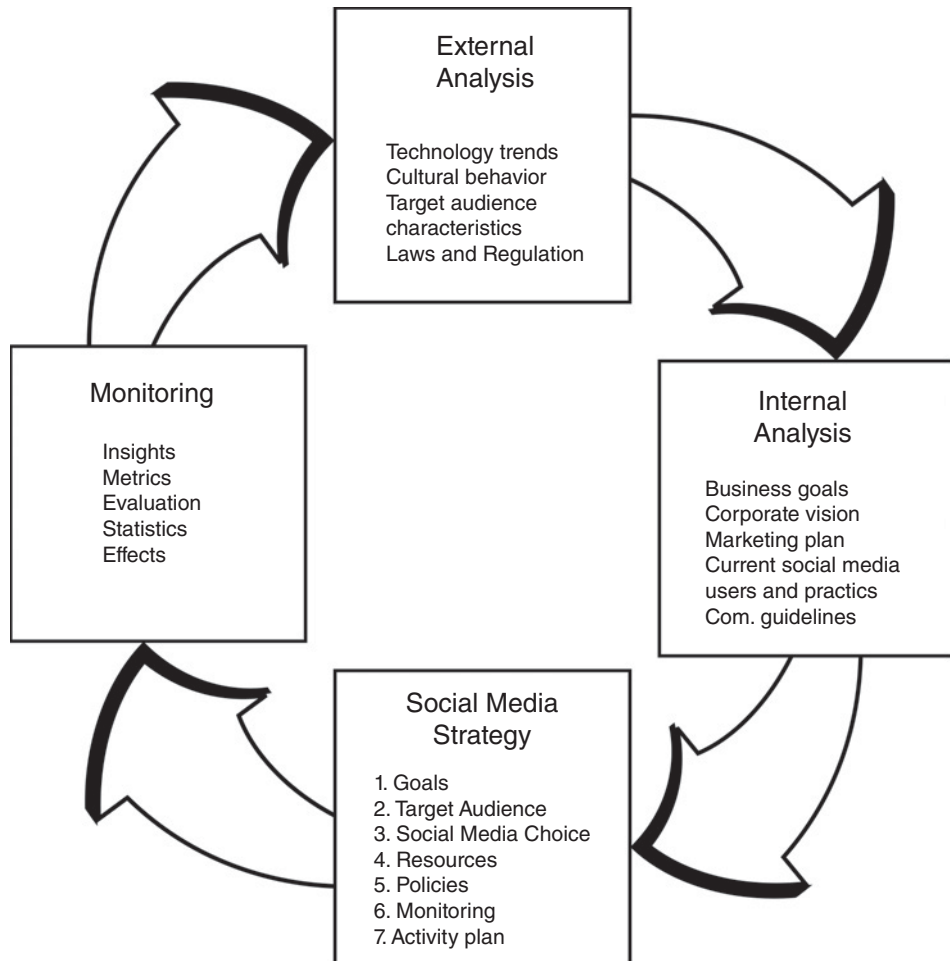 External
Analysis
Technology trends
Cultural behavior
Target audience
characteristics
Laws and Regulation
Internal
Analysis
Business goals
Corporate vision
Marketing plan
Current social media
users and practics
Com. guidelines
Social Media
Strategy
1. Goals
2. Target Audience
3. Social Media Choice
4. Resources
5. Policies
6. Monitoring
7. Activity plan
Monitoring
Insights
Metrics
Evaluation
Statistics
Effects